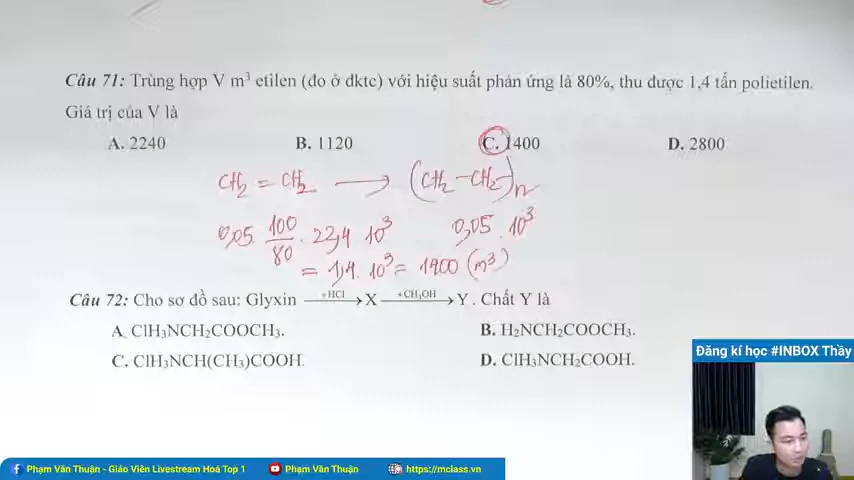 Câu 71: Trùng hợp V m³ etilen (đo ở đktc) với hiệu suất phản ứng là 80%, thu được 1,4 tấn polietilen.
Giá trị của V là
A. 2240 B. 1120 C. 1400 D. 2800
CH₂ = CH₂ ⟶ (CH₂ – CH₂)n
0,05 . 100/80 . 22,4 10³ 0,05 . 10³
= 1,4 . 10³ = 1400 (m³)
Câu 72: Cho sơ đồ sau: Glyxin +HCl ⟶ X +CH₃OH ⟶ Y . Chất Y là
A. ClH₃NCH₂COOCH₃. B. H₂NCH₂COOCH₃.
C. ClH₃NCH(CH₃)COOH. D. ClH₃NCH₂COOH.
Đăng kí học #INBOX Thầy
Phạm Văn Thuận - Giáo Viên Livestream Hoá Top 1 Phạm Văn Thuận https://mclass.vn